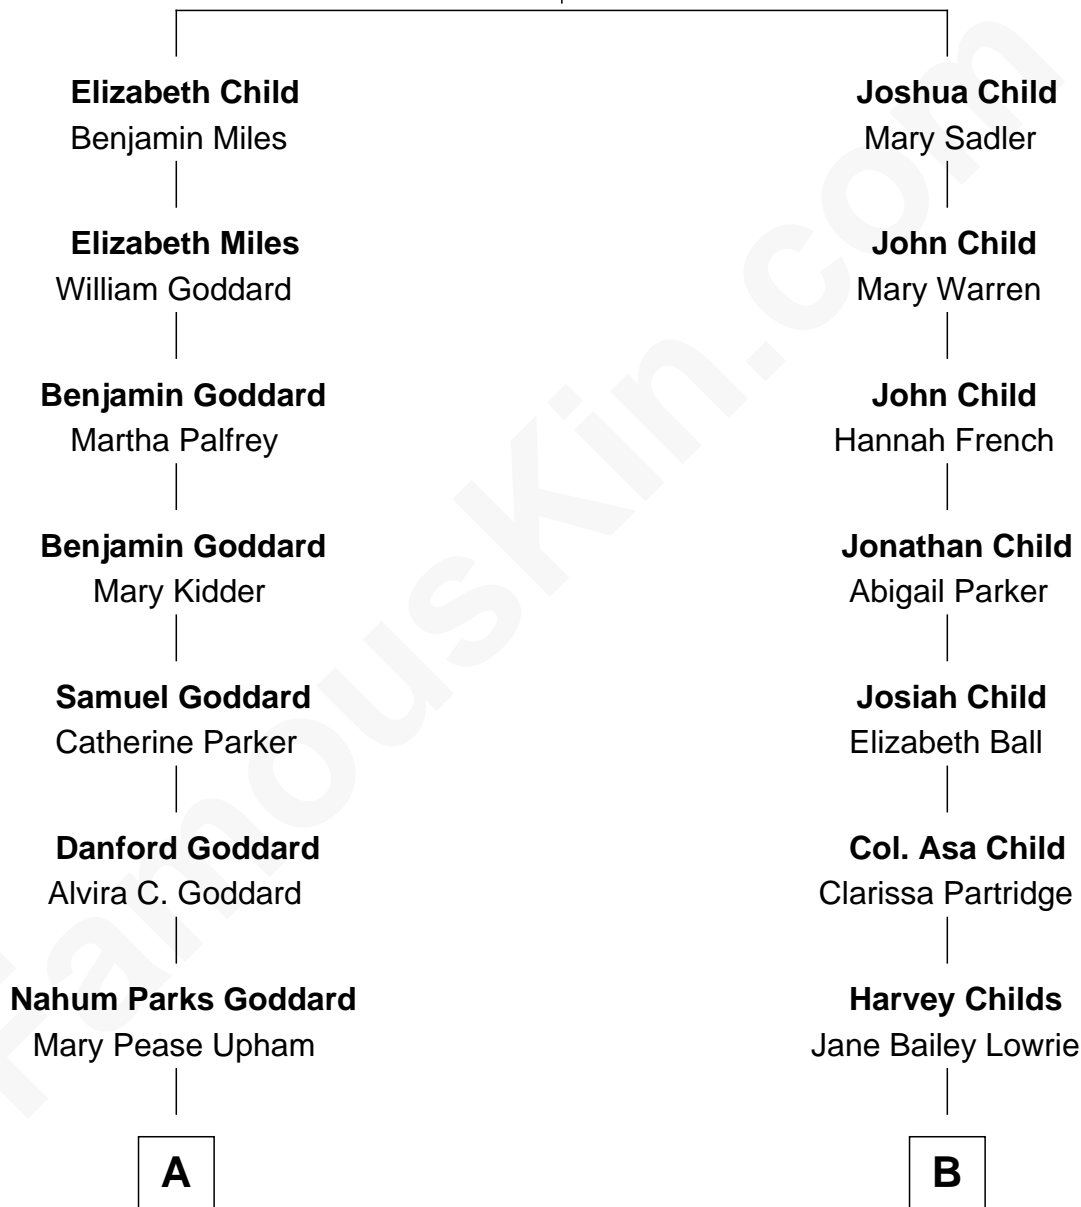 Elizabeth Child
Benjamin Miles
Elizabeth Miles
William Goddard
Benjamin Goddard
Martha Palfrey
Benjamin Goddard
Mary Kidder
Samuel Goddard
Catherine Parker
Danford Goddard
Alvira C. Goddard
Nahum Parks Goddard
Mary Pease Upham
A
Joshua Child
Mary Sadler
John Child
Mary Warren
John Child
Hannah French
Jonathan Child
Abigail Parker
Josiah Child
Elizabeth Ball
Col. Asa Child
Clarissa Partridge
Harvey Childs
Jane Bailey Lowrie
B
FamousKin.com